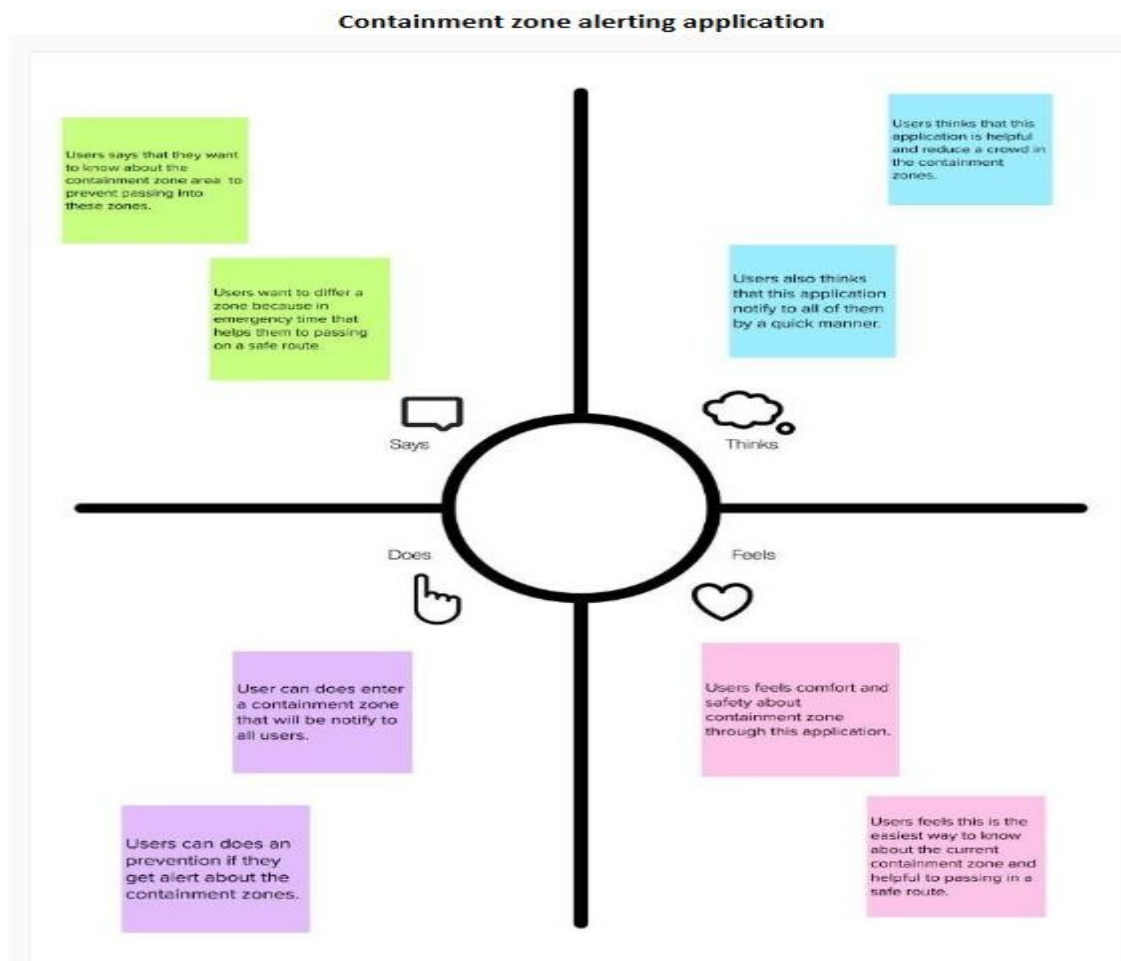 Containment zone alerting application
Users says that they want
to know about the
containment zone area to
prevent passing into
these zones.
Users want to differ a
zone because in
emergency time that
helps them to passing
on a safe route.
Says
Users thinks that this
application is helpful
and reduce a crowd in
the containment
zones.
Users also thinks
that this application
notify to all of them
by a quick manner.
Thinks
Does
User can does enter
a containment zone
that will be notify to
all users.
Users can does an
prevention if they
get alert about the
containment zones.
Feels
Users feels comfort and
safety about
containment zone
through this application.
Users feels this is the
easiest way to know
about the current
containment zone and
helpful to passing in a
safe route.